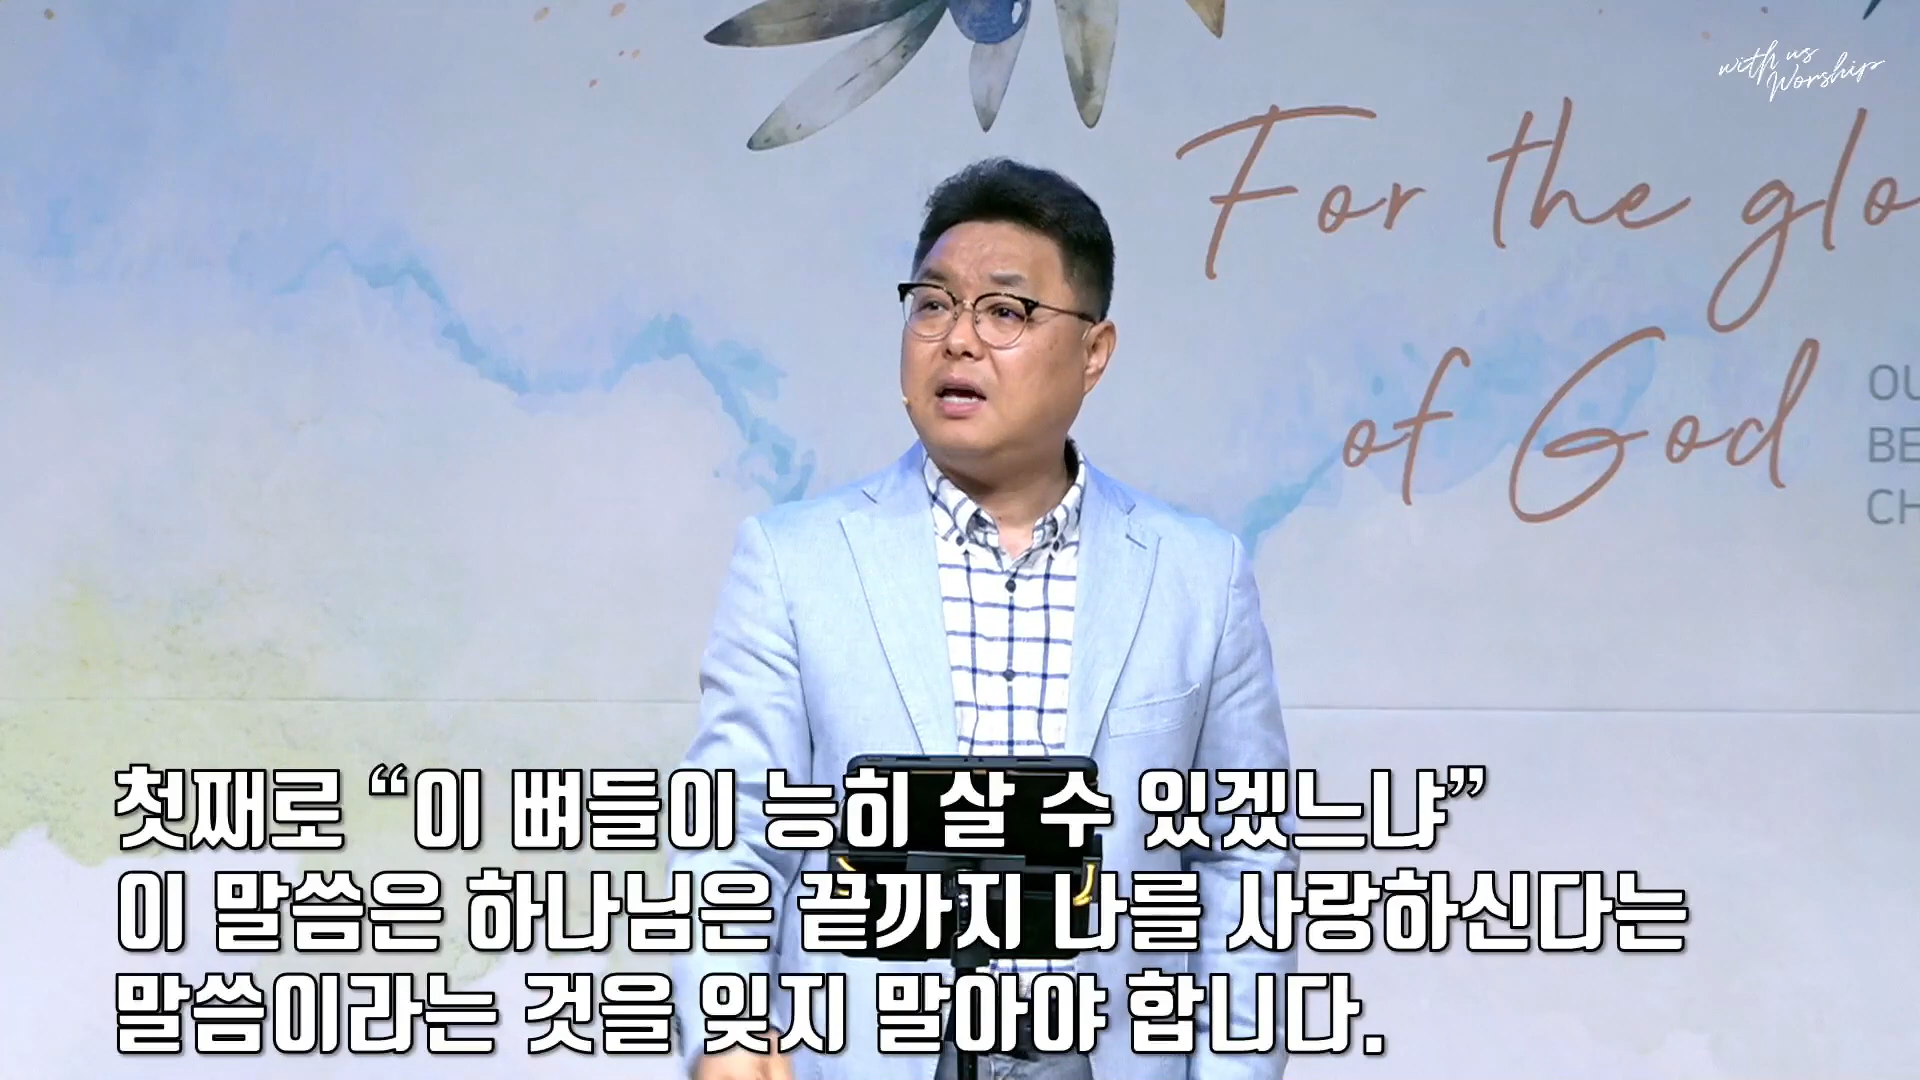 with us
Worship
For the glo
of God
OU
BE
CH
첫째로 “이 뼈들이 능히 살 수 있겠느냐”
이 말씀은 하나님은 끝까지 나를 사랑하신다는
말씀이라는 것을 잊지 말아야 합니다.